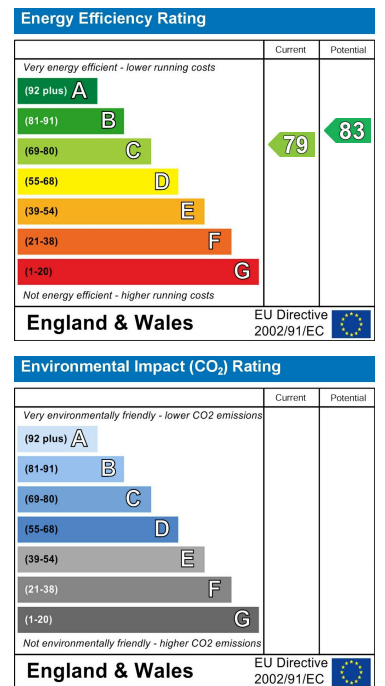 Energy Efficiency Rating
Current Potential
Very energy efficient - lower running costs
(92 plus) A
(81-91) B
(69-80) C
(55-68) D
(39-54) E
(21-38) F
(1-20) G
79
83
Not energy efficient - higher running costs
England & Wales
EU Directive
2002/91/EC
Environmental Impact (CO₂) Rating
Current Potential
Very environmentally friendly - lower CO2 emissions
(92 plus) A
(81-91) B
(69-80) C
(55-68) D
(39-54) E
(21-38) F
(1-20) G
Not environmentally friendly - higher CO2 emissions
England & Wales
EU Directive
2002/91/EC